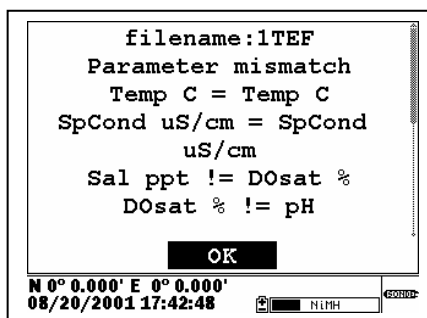 filename:1TEF
Parameter mismatch
Temp C = Temp C
SpCond uS/cm = SpCond
uS/cm
Sal ppt != DOsat %
DOsat % != pH
OK
N 0° 0.000' E 0° 0.000'
08/20/2001 17:42:48
NiMH